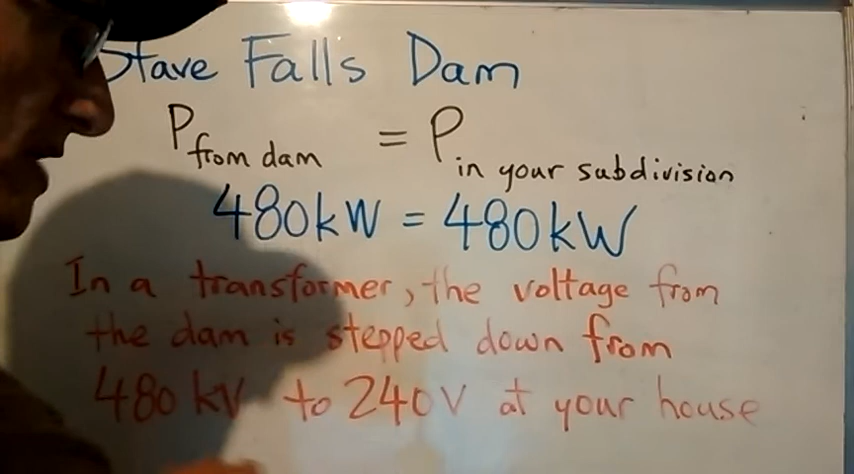 Stave Falls Dam
P from dam = P in your subdivision
480kW = 480kW
In a transformer, the voltage from
the dam is stepped down from
480 kV to 240 V at your house